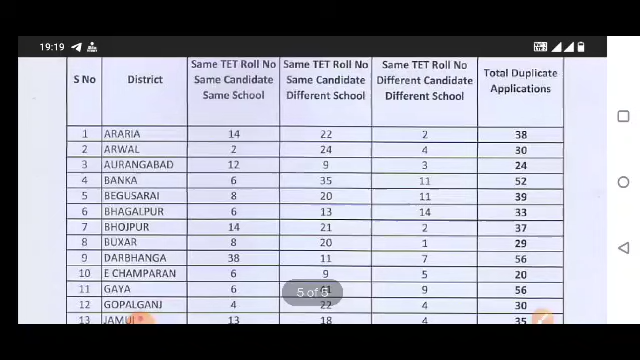 19:19
S No District Same TET Roll No Same Candidate Same School Same TET Roll No Same Candidate Different School Same TET Roll No Different Candidate Different School Total Duplicate Applications
1 ARARIA 14 22 2 38
2 ARWAL 2 24 4 30
3 AURANGABAD 12 9 3 24
4 BANKA 6 35 11 52
5 BEGUSARAI 8 20 11 39
6 BHAGALPUR 6 13 14 33
7 BHOJPUR 14 21 2 37
8 BUXAR 8 20 1 29
9 DARBHANGA 38 11 7 56
10 E CHAMPARAN 6 9 5 20
11 GAYA 6 9 56
5 of 5
12 GOPALGANJ 4 22 4 30
13 JAMUI 13 18 4 35